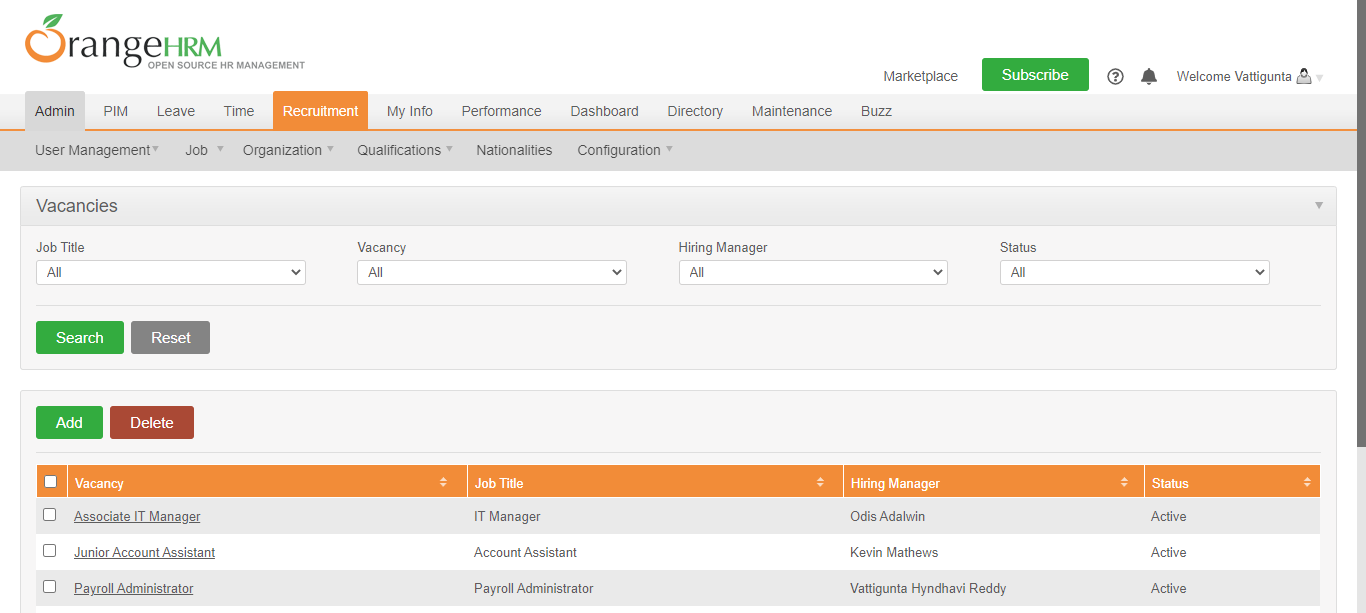 OrangeHRM
OPEN SOURCE HR MANAGEMENT
Marketplace Subscribe Welcome Vattigunta
Admin PIM Leave Time Recruitment My Info Performance Dashboard Directory Maintenance Buzz
User Management Job Organization Qualifications Nationalities Configuration
Vacancies
Job Title Vacancy Hiring Manager Status
All All All All
Search Reset
Add Delete
Vacancy Job Title Hiring Manager Status
Associate IT Manager IT Manager Odis Adalwin Active
Junior Account Assistant Account Assistant Kevin Mathews Active
Payroll Administrator Payroll Administrator Vattigunta Hyndhavi Reddy Active